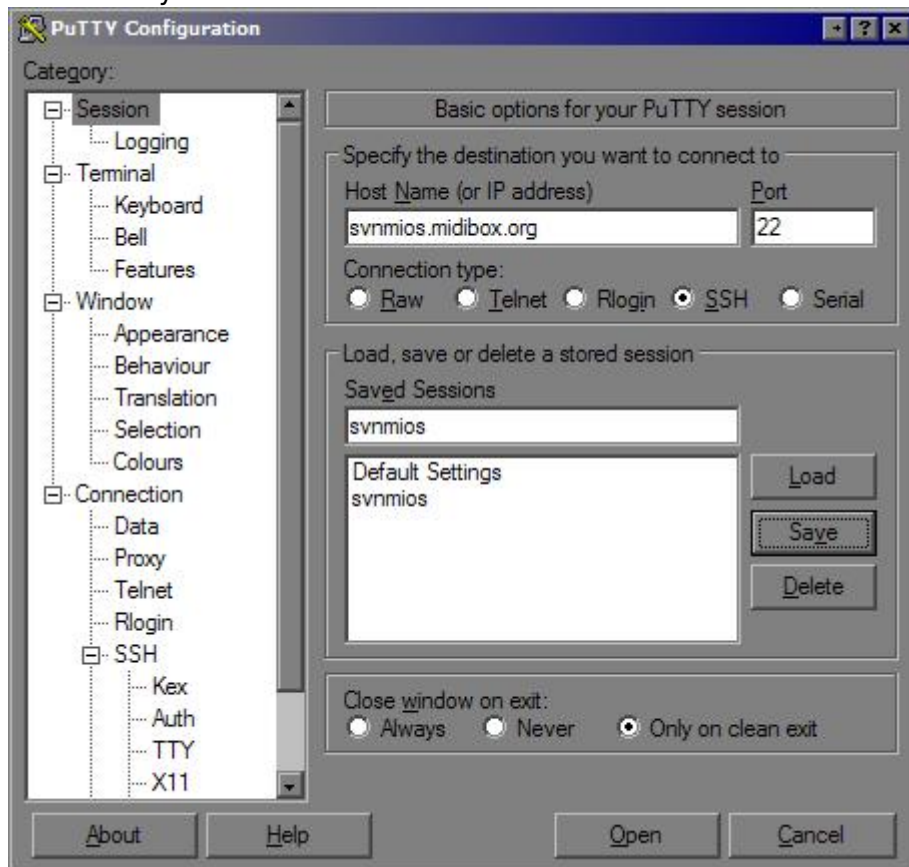 PuTTY Configuration
Category:
Session
Logging
Terminal
Keyboard
Bell
Features
Window
Appearance
Behaviour
Translation
Selection
Colours
Connection
Data
Proxy
Telnet
Rlogin
SSH
Kex
Auth
TTY
X11
Basic options for your PuTTY session
Specify the destination you want to connect to
Host Name (or IP address) Port
svnmios.midibox.org 22
Connection type:
Raw Telnet Rlogin SSH Serial
Load, save or delete a stored session
Saved Sessions
svnmios
Default Settings
svnmios
Load
Save
Delete
Close window on exit:
Always Never Only on clean exit
About Help Open Cancel